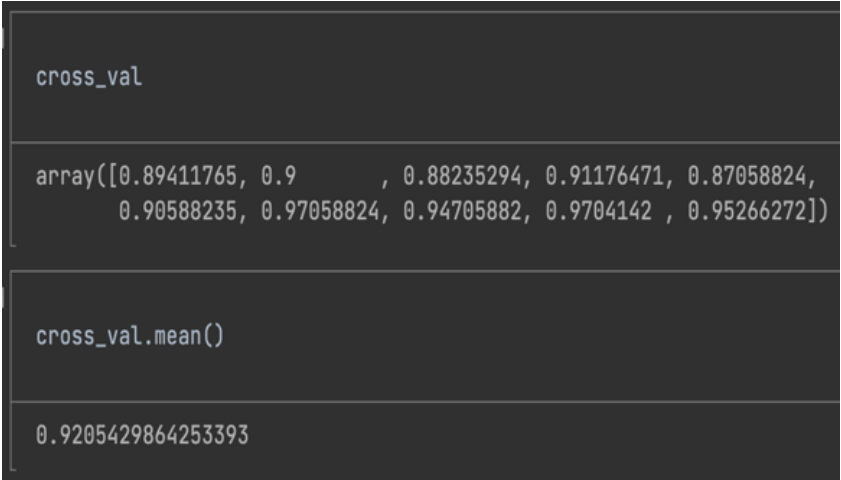 cross_val
array([0.89411765, 0.9       , 0.88235294, 0.91176471, 0.87058824,
       0.90588235, 0.97058824, 0.94705882, 0.9704142 , 0.95266272])
cross_val.mean()
0.9205429864253393